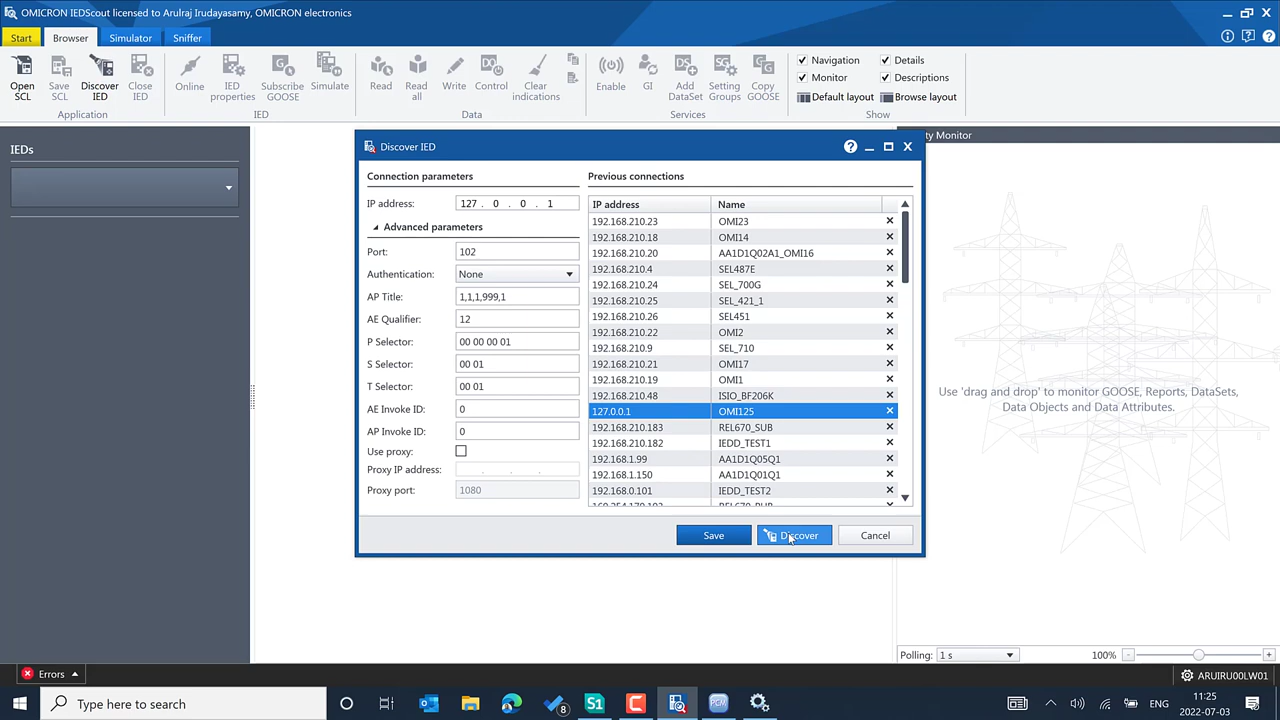 OMICRON IEDScout licensed to Arulraj Irudayasamy, OMICRON electronics
Start Browser Simulator Sniffer
Open SCL
Save SCL
Discover IED
Close IED
Application
Online
IED properties
Subscribe GOOSE
Simulate
IED
Read
Read all
Write
Control
Clear indications
Data
Enable
GI
Add DataSet
Setting Groups
Copy GOOSE
Services
Navigation Details
Monitor Descriptions
Default layout Browse layout
Show
IEDs
Discover IED
Monitor
Connection parameters
IP address: 127 . 0 . 0 . 1
Advanced parameters
Port: 102
Authentication: None
AP Title: 1,1,1,999,1
AE Qualifier: 12
P Selector: 00 00 00 01
S Selector: 00 01
T Selector: 00 01
AE Invoke ID: 0
AP Invoke ID: 0
Use proxy:
Proxy IP address: . . .
Proxy port: 1080
Previous connections
IP address Name
192.168.210.23 OMI23
192.168.210.18 OMI14
192.168.210.20 AA1D1Q02A1_OMI16
192.168.210.4 SEL487E
192.168.210.24 SEL_700G
192.168.210.25 SEL_421_1
192.168.210.26 SEL451
192.168.210.22 OMI2
192.168.210.9 SEL_710
192.168.210.21 OMI17
192.168.210.19 OMI1
192.168.210.48 ISIO_BF206K
127.0.0.1 OMI125
192.168.210.183 REL670_SUB
192.168.210.182 IEDD_TEST1
192.168.1.99 AA1D1Q05Q1
192.168.1.150 AA1D1Q01Q1
192.168.0.101 IEDD_TEST2
Save Discover Cancel
Use 'drag and drop' to monitor GOOSE, Reports, DataSets,
Data Objects and Data Attributes.
Polling: 1 s 100%
Errors
ARUIRU00LW01
Type here to search
8
S1
PCM
ENG
11:25
2022-07-03